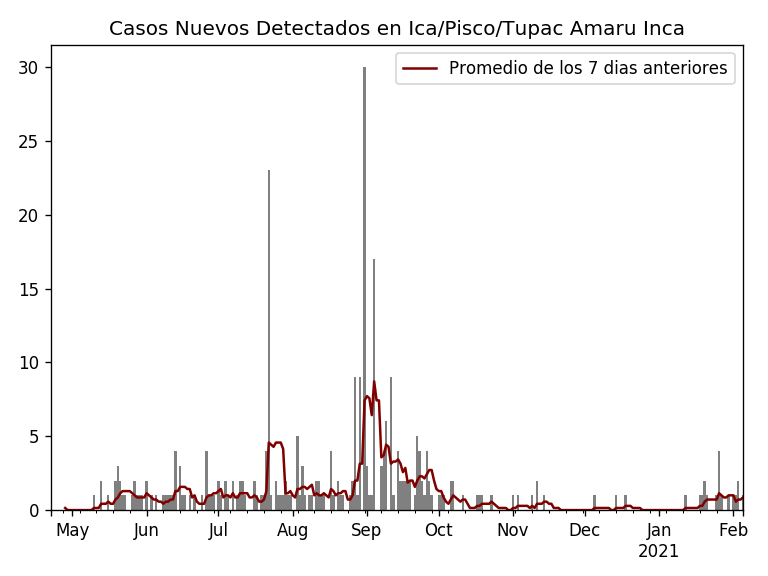 Casos Nuevos Detectados en Ica/Pisco/Tupac Amaru Inca
Promedio de los 7 dias anteriores
30
25
20
15
10
5
0
May Jun Jul Aug Sep Oct Nov Dec Jan Feb
2021